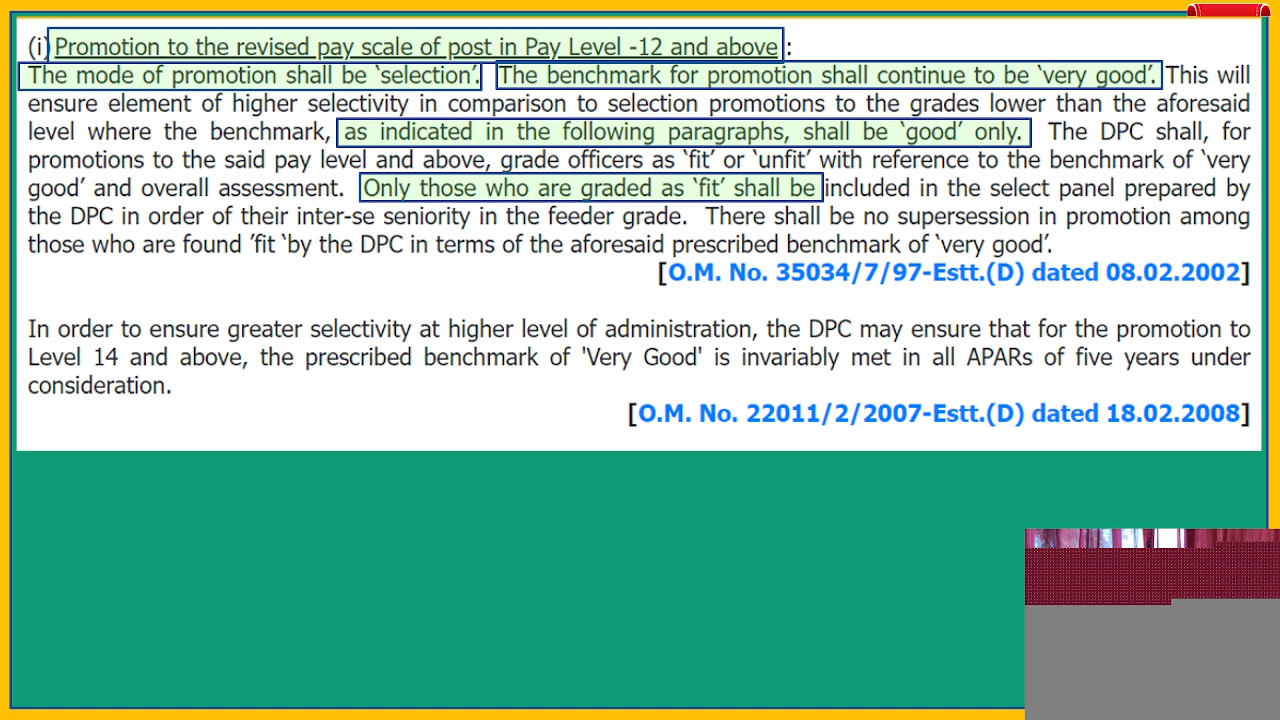 (i) Promotion to the revised pay scale of post in Pay Level -12 and above :
The mode of promotion shall be ‘selection’. The benchmark for promotion shall continue to be ‘very good’. This will
ensure element of higher selectivity in comparison to selection promotions to the grades lower than the aforesaid
level where the benchmark, as indicated in the following paragraphs, shall be ‘good’ only. The DPC shall, for
promotions to the said pay level and above, grade officers as ‘fit’ or ‘unfit’ with reference to the benchmark of ‘very
good’ and overall assessment. Only those who are graded as ‘fit’ shall be included in the select panel prepared by
the DPC in order of their inter-se seniority in the feeder grade. There shall be no supersession in promotion among
those who are found ’fit ‘by the DPC in terms of the aforesaid prescribed benchmark of ‘very good’.
[O.M. No. 35034/7/97-Estt.(D) dated 08.02.2002]
In order to ensure greater selectivity at higher level of administration, the DPC may ensure that for the promotion to
Level 14 and above, the prescribed benchmark of 'Very Good' is invariably met in all APARs of five years under
consideration.
[O.M. No. 22011/2/2007-Estt.(D) dated 18.02.2008]